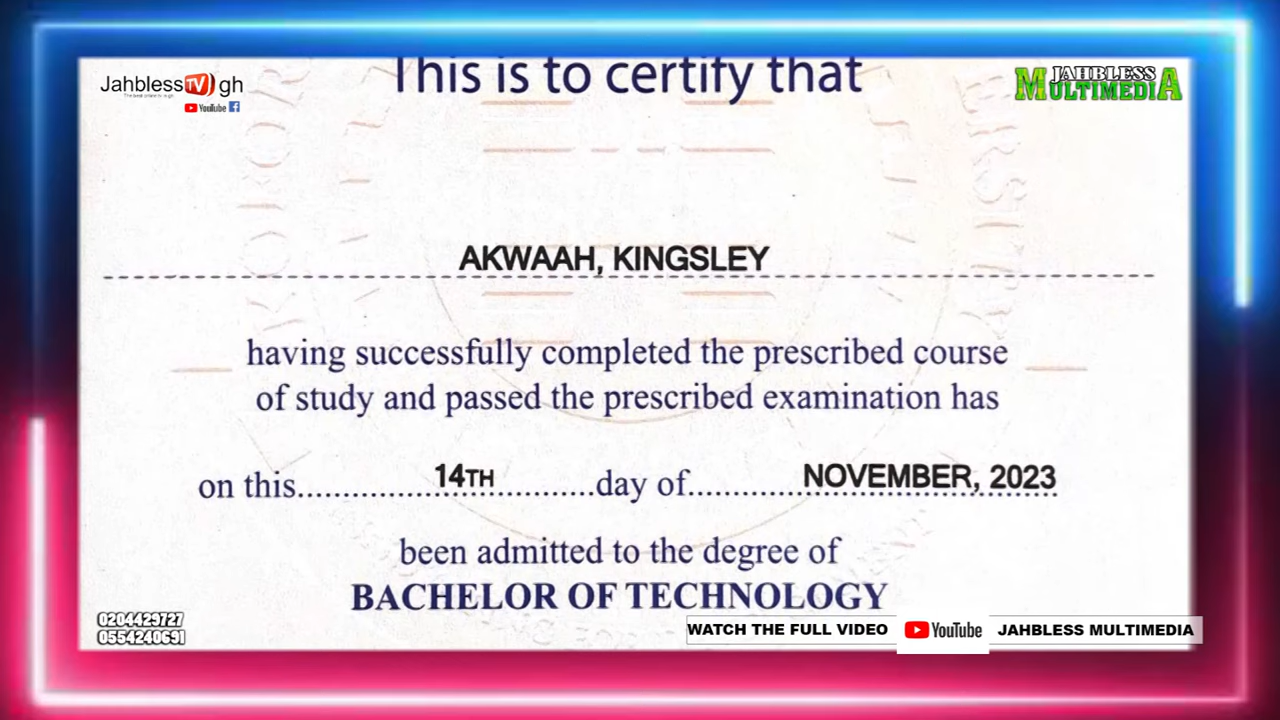 This is to certify that
Jahbless TV gh
YouTube
JAHBLESS
MULTIMEDIA
AKWAAH, KINGSLEY
having successfully completed the prescribed course
of study and passed the prescribed examination has
on this..............................14TH......................day of......................NOVEMBER, 2023
been admitted to the degree of
BACHELOR OF TECHNOLOGY
0204429727
0554240691
WATCH THE FULL VIDEO YouTube JAHBLESS MULTIMEDIA